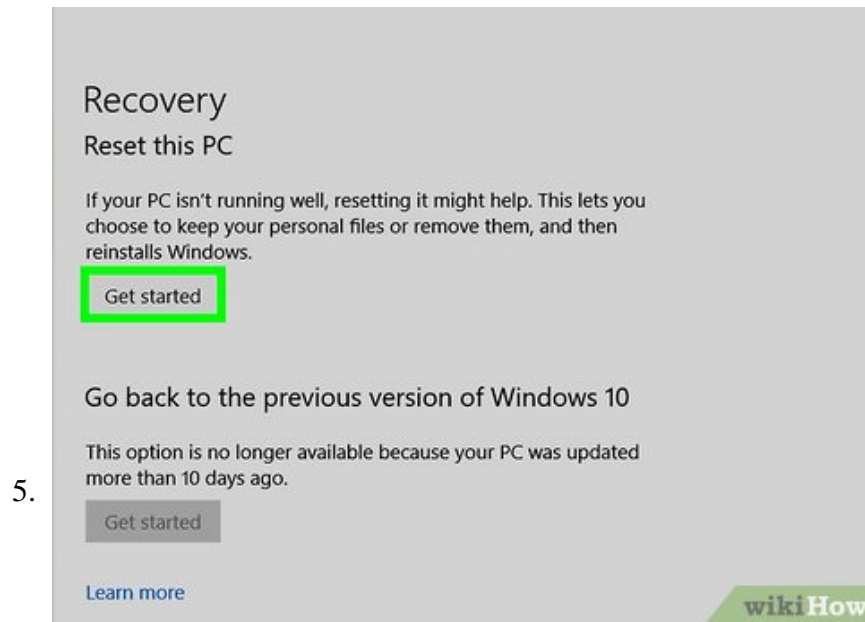 Recovery
Reset this PC
If your PC isn't running well, resetting it might help. This lets you
choose to keep your personal files or remove them, and then
reinstalls Windows.
Get started
Go back to the previous version of Windows 10
This option is no longer available because your PC was updated
more than 10 days ago.
5.
Get started
Learn more
wikiHow